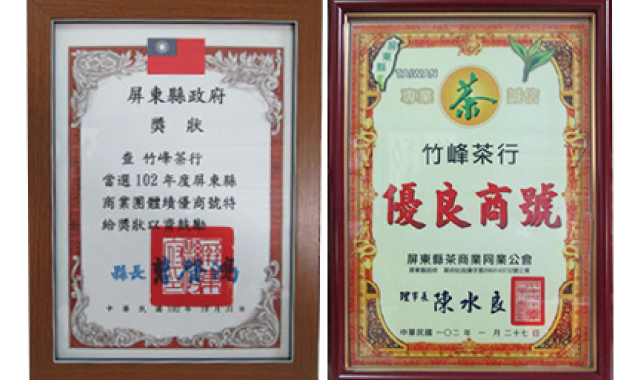 屏東縣政府
獎狀
查 竹峰茶行
當選102年度屏東縣
商業團體績優商號特
給獎狀以資鼓勵
縣長
屏東縣
TAIWAN
專業
茶
誠信
竹峰茶行
優良商號
屏東縣茶商業同業公會
理事長 陳水良
中華民國一〇二年一月二十七日